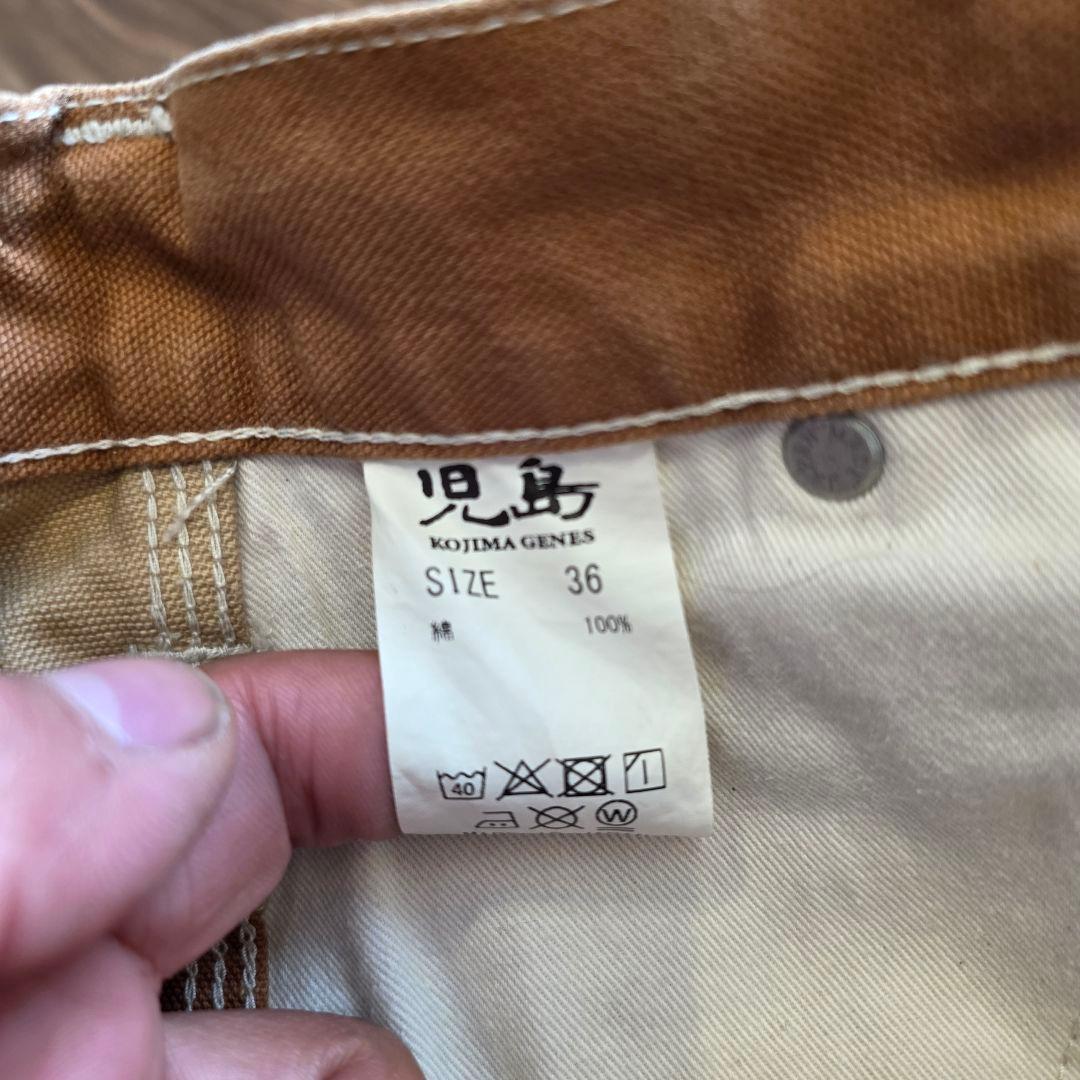 児島
KOJIMA GENES
SIZE 36
綿 100%
40
W